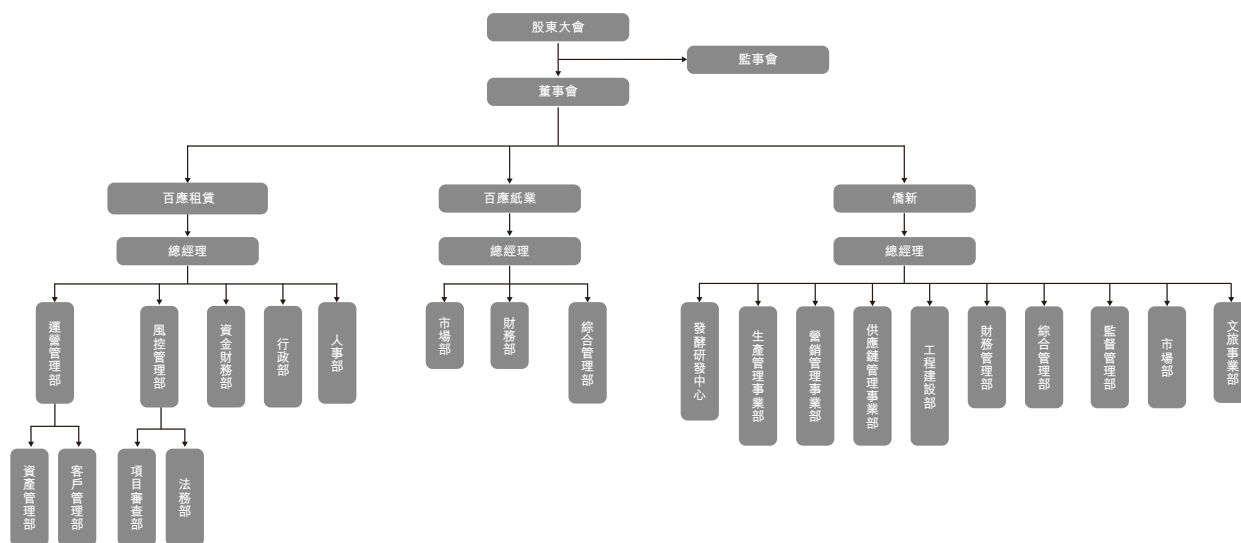 股東大會
監事會
董事會
百應租賃
百應紙業
僑新
總經理
總經理
總經理
運營管理部
風控管理部
資金財務部
行政部
人事部
市場部
財務部
綜合管理部
發酵研發中心
生產管理事業部
營銷管理事業部
供應鏈管理事業部
工程建設部
財務管理部
綜合管理部
監督管理部
市場部
文旅事業部
資產管理部
客戶管理部
項目審查部
法務部